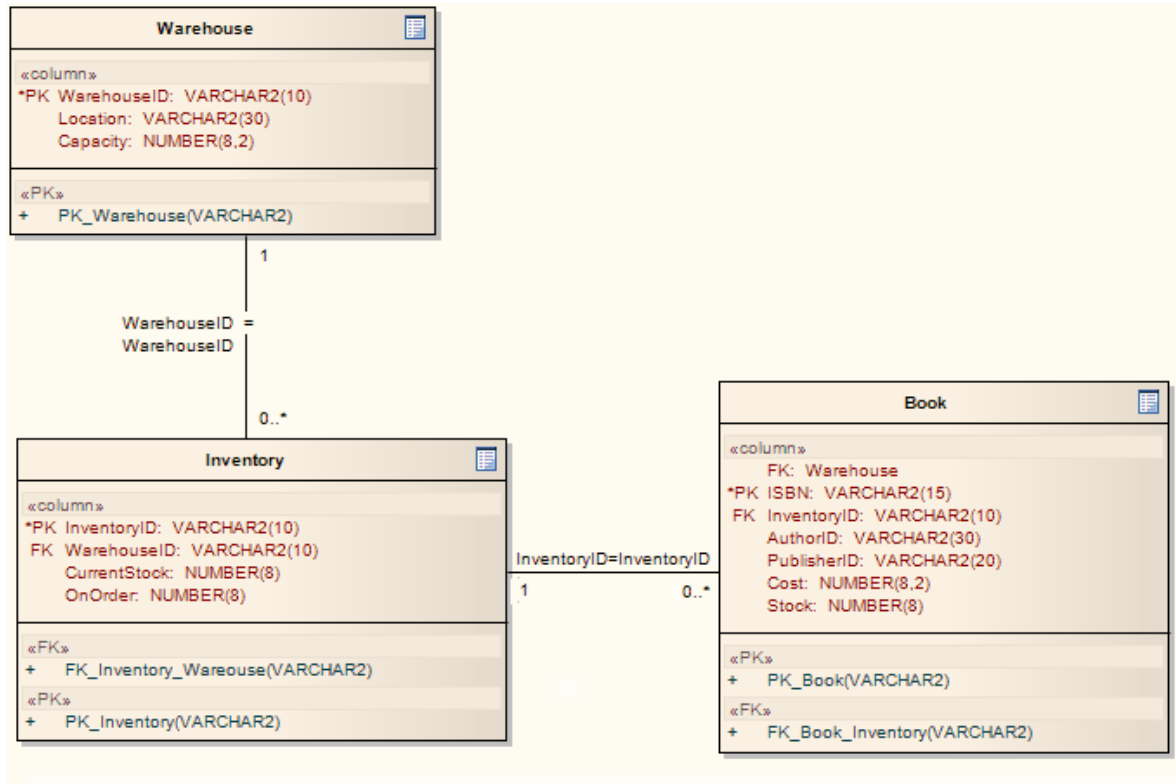 Warehouse
«column»
*PK WarehouseID: VARCHAR2(10)
Location: VARCHAR2(30)
Capacity: NUMBER(8,2)
«PK»
+ PK_Warehouse(VARCHAR2)
1
WarehouseID =
WarehouseID
0..*
Inventory
«column»
*PK InventoryID: VARCHAR2(10)
FK WarehouseID: VARCHAR2(10)
CurrentStock: NUMBER(8)
OnOrder: NUMBER(8)
«FK»
+ FK_Inventory_Wareouse(VARCHAR2)
«PK»
+ PK_Inventory(VARCHAR2)
InventoryID=InventoryID
1
0..*
Book
«column»
FK: Warehouse
*PK ISBN: VARCHAR2(15)
FK InventoryID: VARCHAR2(10)
AuthorID: VARCHAR2(30)
PublisherID: VARCHAR2(20)
Cost: NUMBER(8,2)
Stock: NUMBER(8)
«PK»
+ PK_Book(VARCHAR2)
«FK»
+ FK_Book_Inventory(VARCHAR2)